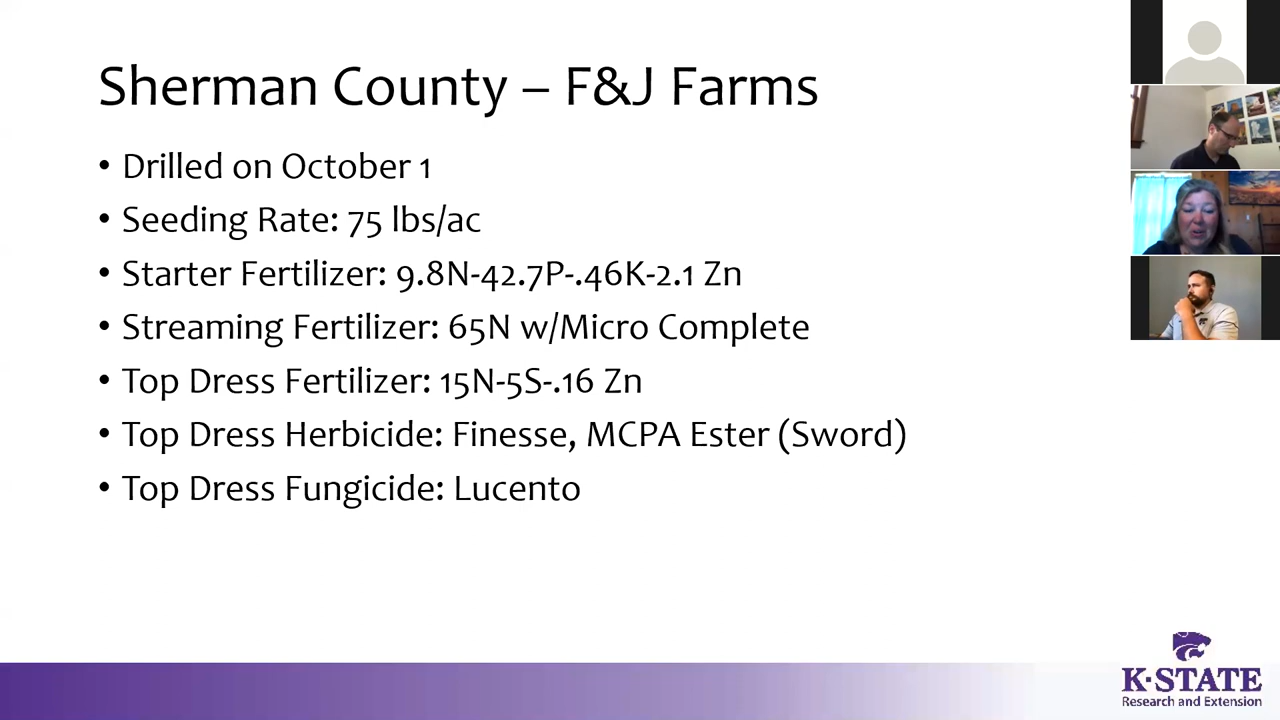 Sherman County – F&J Farms
• Drilled on October 1
• Seeding Rate: 75 lbs/ac
• Starter Fertilizer: 9.8N-42.7P-.46K-2.1 Zn
• Streaming Fertilizer: 65N w/Micro Complete
• Top Dress Fertilizer: 15N-5S-.16 Zn
• Top Dress Herbicide: Finesse, MCPA Ester (Sword)
• Top Dress Fungicide: Lucento
K-STATE
Research and Extension